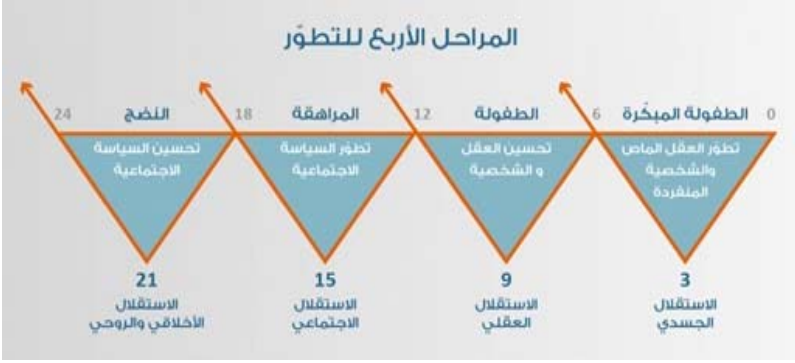 المراحل الأربع للتطوّر
0 الطفولة المبكّرة 6 الطفولة 12 المراهقة 18 النضج 24
تطوّر العقل الماص
والشخصية
المنفردة
تحسين العقل
و الشخصية
تطوّر السياسة
الاجتماعية
تحسين السياسة
الاجتماعية
3
الاستقلال
الجسدي
9
الاستقلال
العقلي
15
الاستقلال
الاجتماعي
21
الاستقلال
الأخلاقي والروحي